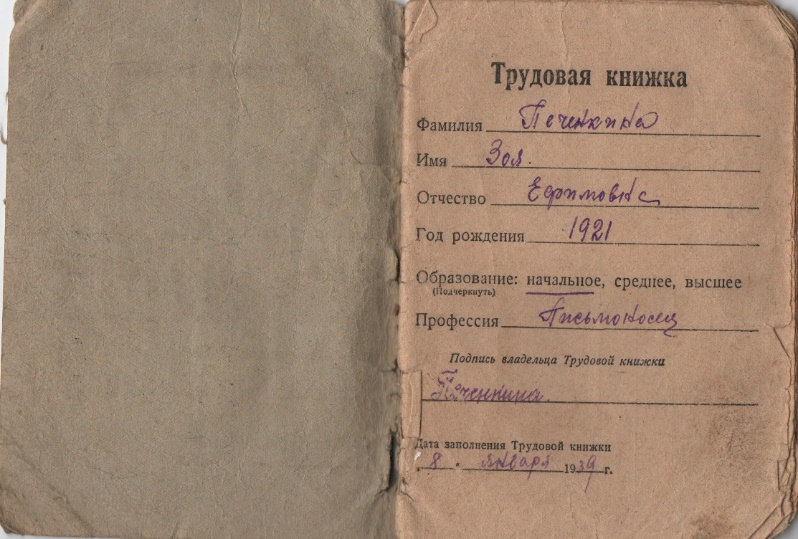 Трудовая книжка
Фамилия Печенкина
Имя Зоя.
Отчество Ефимовна
Год рождения 1921
Образование: начальное, среднее, высшее
(Подчеркнуть)
Профессия Письмоносец
Подпись владельца Трудовой книжки
Печенкина.
Дата заполнения Трудовой книжки
"8" января 1939 г.